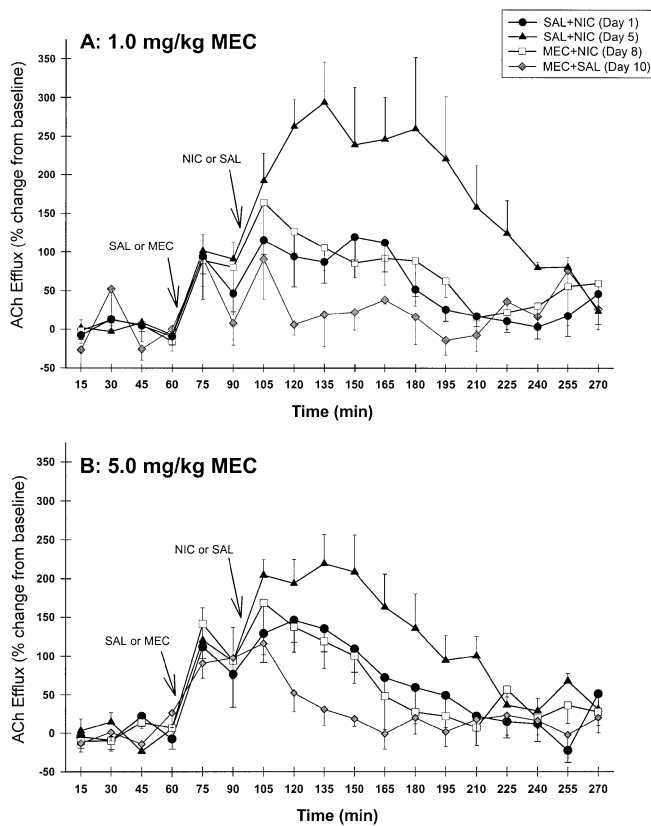 SAL+NIC (Day 1)
SAL+NIC (Day 5)
MEC+NIC (Day 8)
MEC+SAL (Day 10)
A: 1.0 mg/kg MEC
ACh Efflux (% change from baseline)
350
300
250
200
150
100
50
0
-50
NIC or SAL
SAL or MEC
15 30 45 60 75 90 105 120 135 150 165 180 195 210 225 240 255 270
Time (min)
B: 5.0 mg/kg MEC
ACh Efflux (% change from baseline)
350
300
250
200
150
100
50
0
-50
NIC or SAL
SAL or MEC
15 30 45 60 75 90 105 120 135 150 165 180 195 210 225 240 255 270
Time (min)